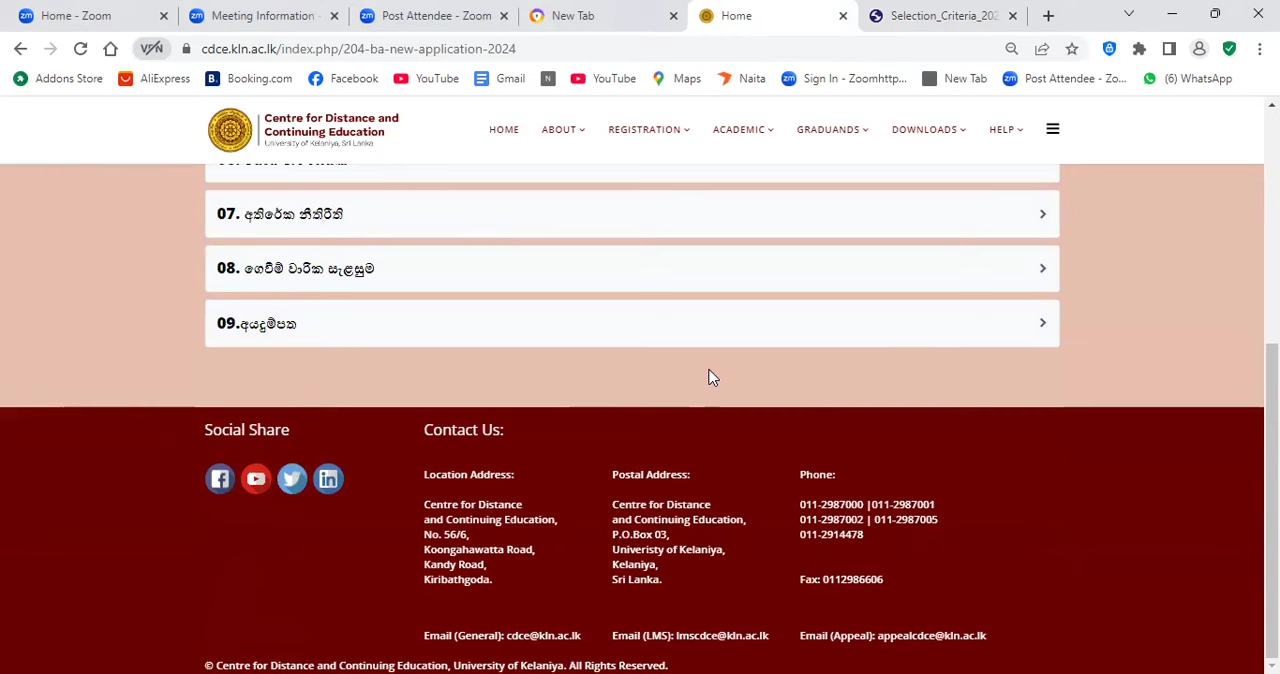 Home - Zoom
Meeting Information -
Post Attendee - Zoom
New Tab
Home
Selection_Criteria_202
cdce.kln.ac.lk/index.php/204-ba-new-application-2024
VPN
Addons Store
AliExpress
Booking.com
Facebook
YouTube
Gmail
N
YouTube
Maps
Naita
Sign In - Zoomhttp...
New Tab
Post Attendee - Zo...
(6) WhatsApp
Centre for Distance and
Continuing Education
University of Kelaniya, Sri Lanka
HOME
ABOUT
REGISTRATION
ACADEMIC
GRADUANDS
DOWNLOADS
HELP
07. අතිරේක නීතිරීති
08. ගෙවීම් වාරික සැළසුම
09.අයදුම්පත
Social Share
Contact Us:
Location Address:
Postal Address:
Phone:
Centre for Distance
and Continuing Education,
No. 56/6,
Koongahawatta Road,
Kandy Road,
Kiribathgoda.
Centre for Distance
and Continuing Education,
P.O.Box 03,
Univeristy of Kelaniya,
Kelaniya,
Sri Lanka.
011-2987000 |011-2987001
011-2987002 | 011-2987005
011-2914478
Fax: 0112986606
Email (General): cdce@kln.ac.lk
Email (LMS): lmscdce@kln.ac.lk
Email (Appeal): appealcdce@kln.ac.lk
© Centre for Distance and Continuing Education, University of Kelaniya. All Rights Reserved.